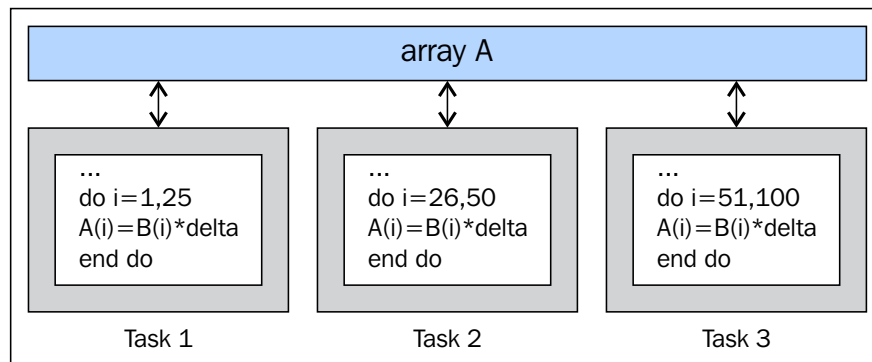 array A
...
do i=1,25
A(i)=B(i)*delta
end do
...
do i=26,50
A(i)=B(i)*delta
end do
...
do i=51,100
A(i)=B(i)*delta
end do
Task 1
Task 2
Task 3